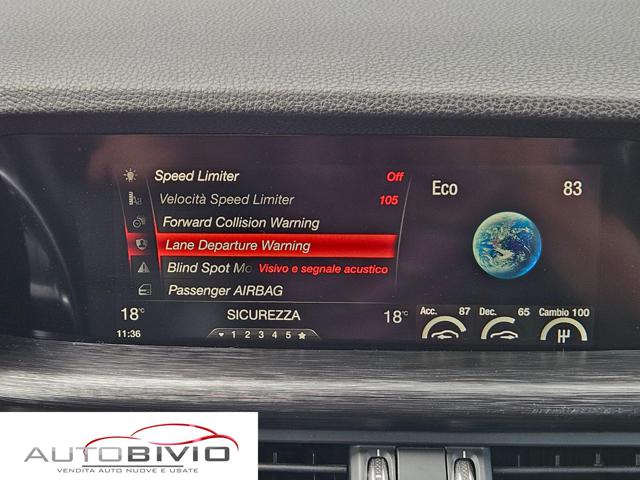 Speed Limiter Off
Velocità Speed Limiter 105
Forward Collision Warning
Lane Departure Warning
Blind Spot Mo Visivo e segnale acustico
Passenger AIRBAG
Eco 83
18°C SICUREZZA 18°C
11:36
1 2 3 4 5
Acc. 87 Dec. 65 Cambio 100
AUTOBIVIO
VENDITA AUTO NUOVE E USATE